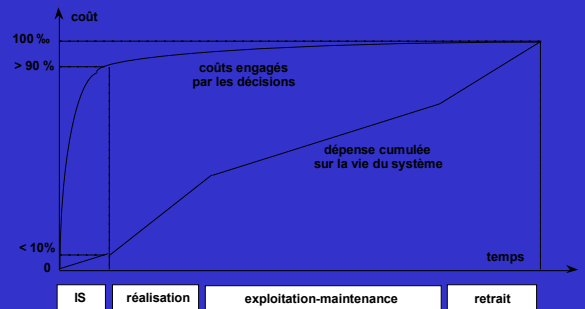 coût
100 ‰
> 90 %
coûts engagés
par les décisions
dépense cumulée
sur la vie du système
< 10%
temps
0
IS
réalisation
exploitation-maintenance
retrait